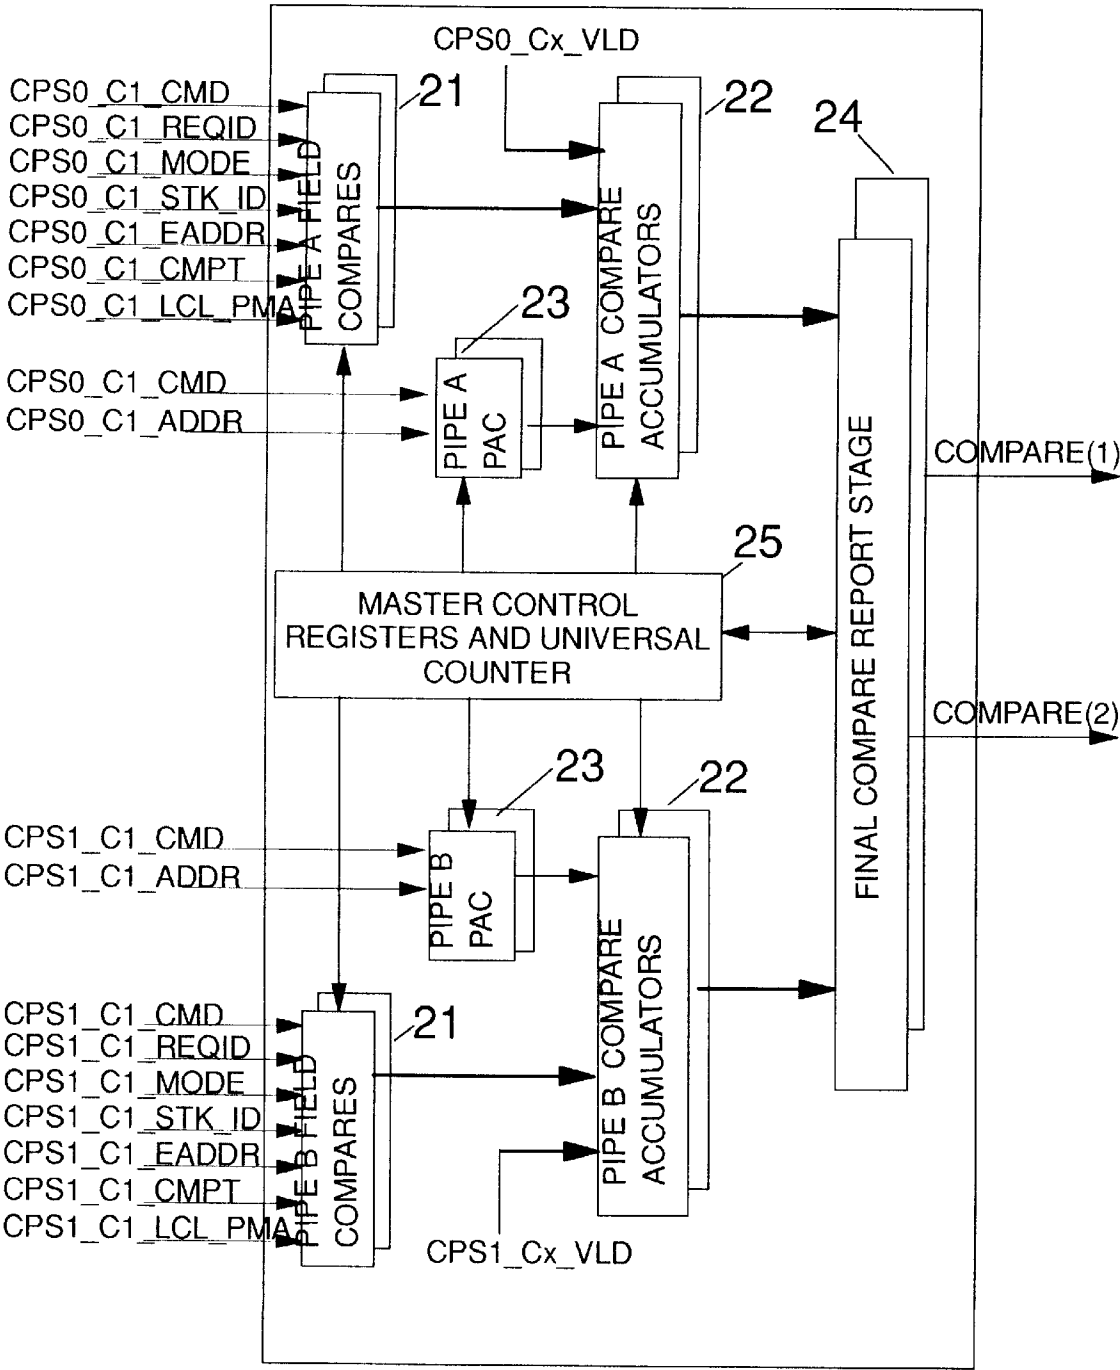 CPS0_Cx_VLD
CPS0_C1_CMD
CPS0_C1_REQID
CPS0_C1_MODE
CPS0_C1_STK_ID
CPS0_C1_EADDR
CPS0_C1_CMPT
CPS0_C1_LCL_PMA
PIPE A FIELD
COMPARES
21
22
PIPE A COMPARE
ACCUMULATORS
24
CPS0_C1_CMD
CPS0_C1_ADDR
23
PIPE A
PAC
25
MASTER CONTROL
REGISTERS AND UNIVERSAL
COUNTER
FINAL COMPARE REPORT STAGE
COMPARE(1)
COMPARE(2)
23
22
CPS1_C1_CMD
CPS1_C1_ADDR
PIPE B
PAC
PIPE B COMPARE
ACCUMULATORS
CPS1_C1_CMD
CPS1_C1_REQID
CPS1_C1_MODE
CPS1_C1_STK_ID
CPS1_C1_EADDR
CPS1_C1_CMPT
CPS1_C1_LCL_PMA
PIPE B FIELD
COMPARES
21
CPS1_Cx_VLD